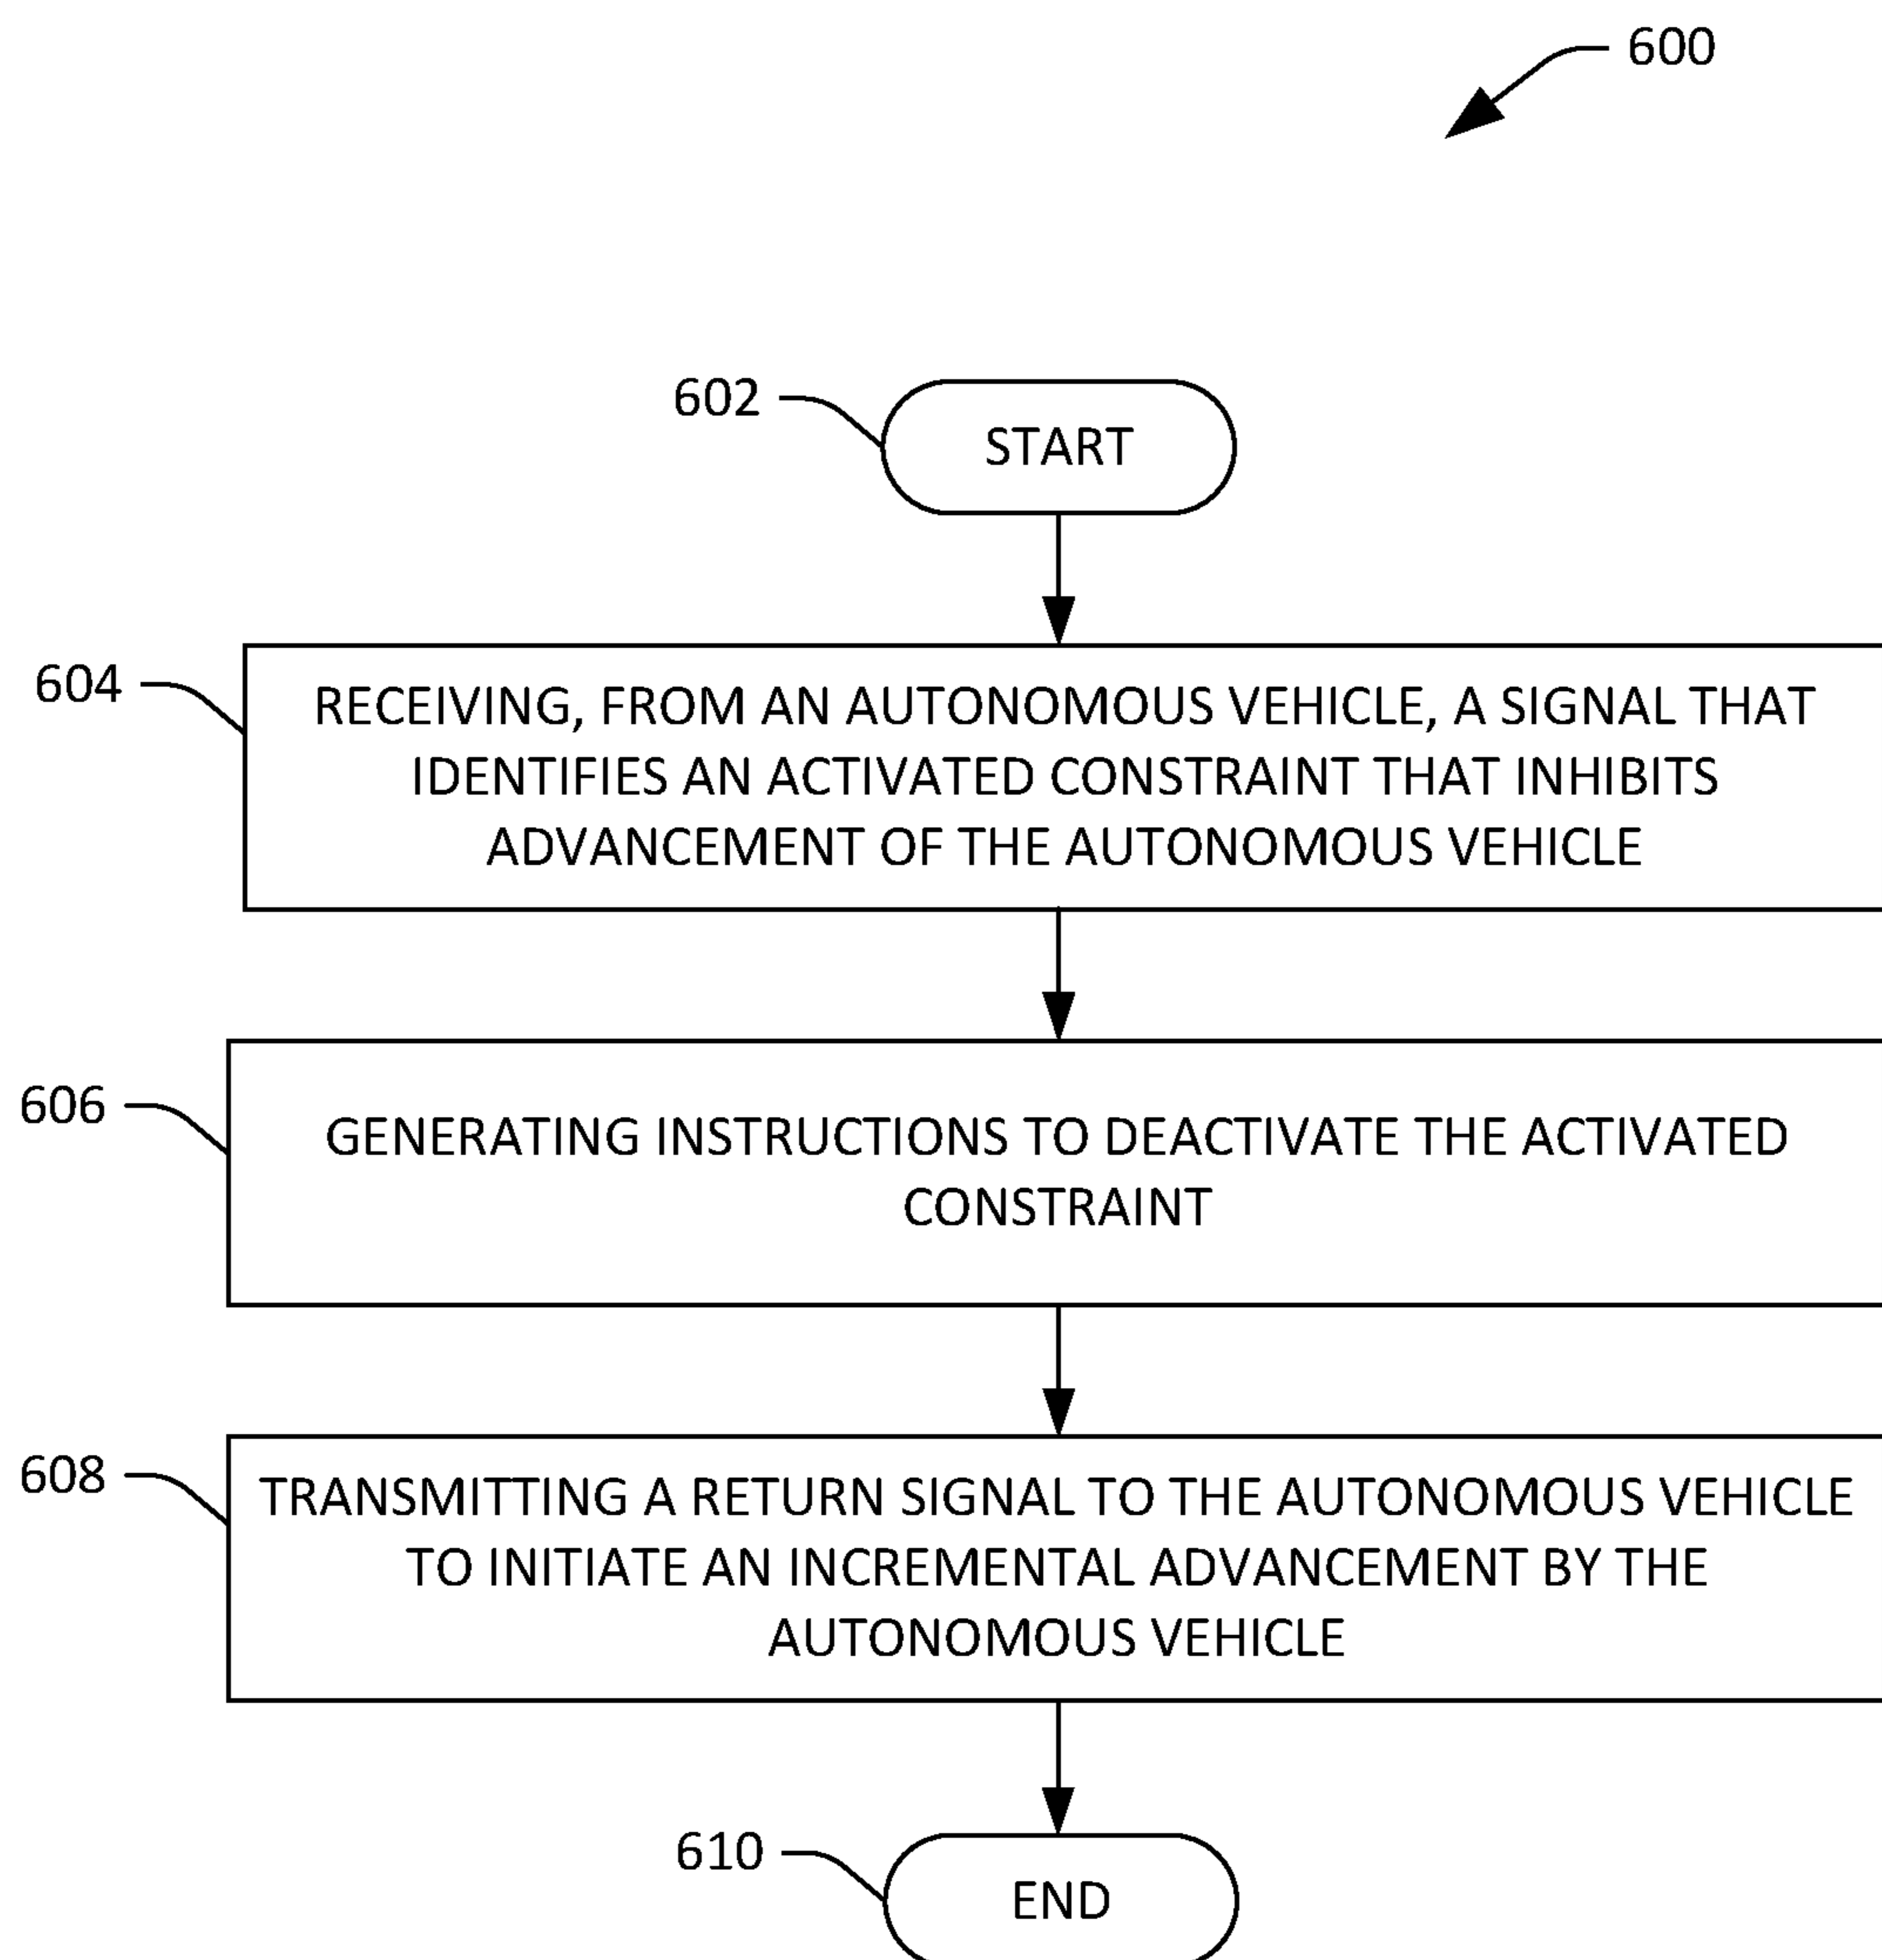 600
602
START
604
RECEIVING, FROM AN AUTONOMOUS VEHICLE, A SIGNAL THAT
IDENTIFIES AN ACTIVATED CONSTRAINT THAT INHIBITS
ADVANCEMENT OF THE AUTONOMOUS VEHICLE
606
GENERATING INSTRUCTIONS TO DEACTIVATE THE ACTIVATED
CONSTRAINT
608
TRANSMITTING A RETURN SIGNAL TO THE AUTONOMOUS VEHICLE
TO INITIATE AN INCREMENTAL ADVANCEMENT BY THE
AUTONOMOUS VEHICLE
610
END